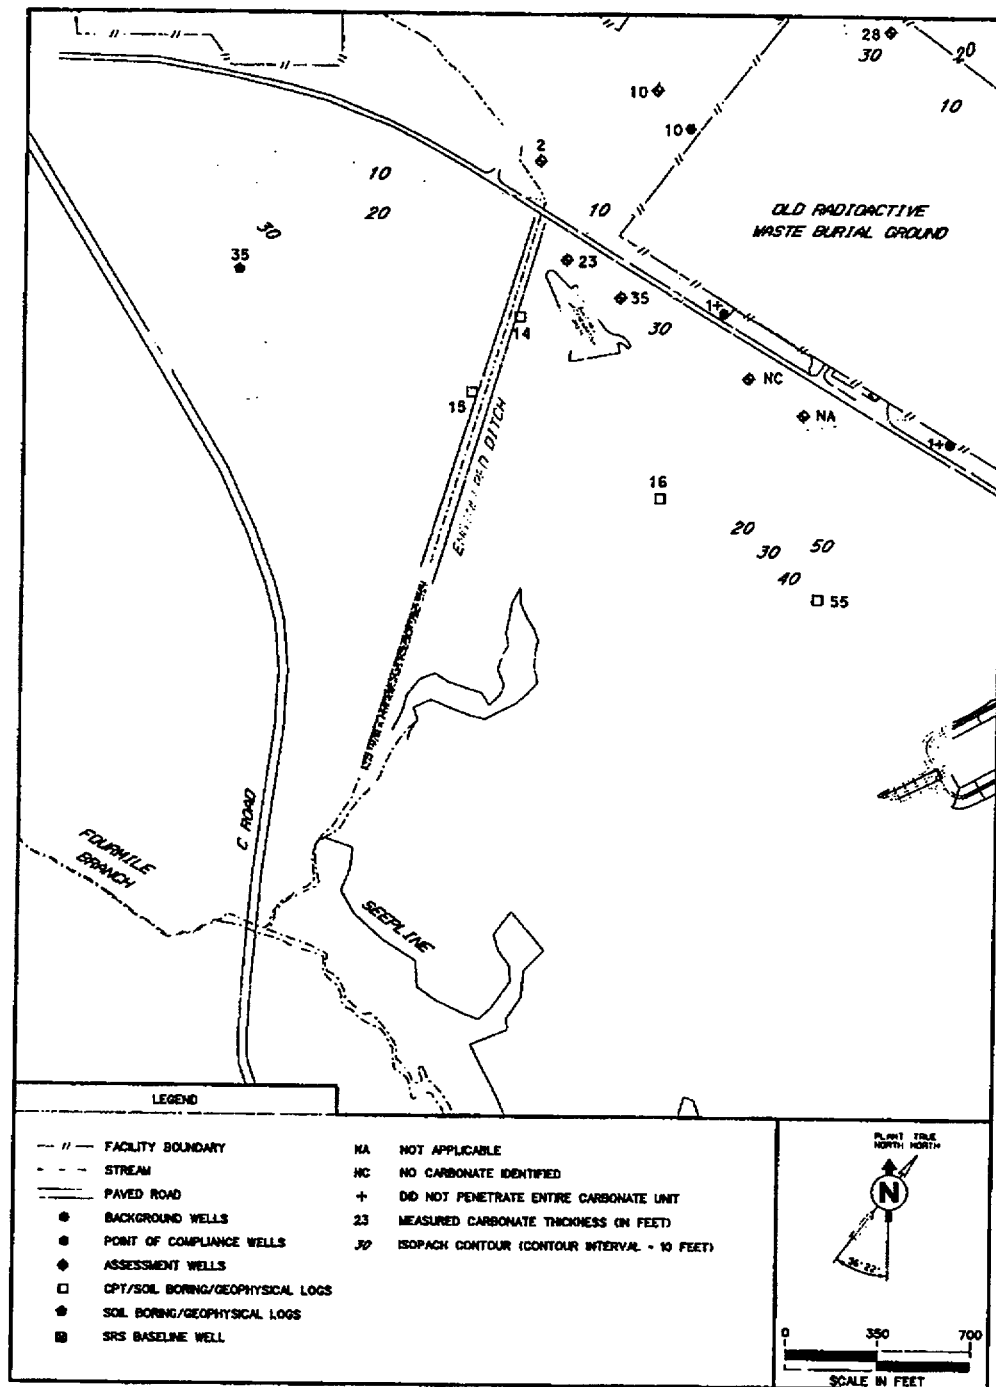 28
30
20
10
10
10
2
10
20
30
35
10
OLD RADIOACTIVE
WASTE BURIAL GROUND
23
35
30
1+
14
NC
15
NA
1+
DITCH
16
20
30
50
40
55
C ROAD
FOURMILE
BRANCH
SEEPLINE
LEGEND
FACILITY BOUNDARY
STREAM
PAVED ROAD
BACKGROUND WELLS
POINT OF COMPLIANCE WELLS
ASSESSMENT WELLS
CPT/SOIL BORING/GEOPHYSICAL LOGS
SOIL BORING/GEOPHYSICAL LOGS
SRS BASELINE WELL
NA NOT APPLICABLE
NC NO CARBONATE IDENTIFIED
+ DID NOT PENETRATE ENTIRE CARBONATE UNIT
23 MEASURED CARBONATE THICKNESS (IN FEET)
30 ISOPACH CONTOUR (CONTOUR INTERVAL - 10 FEET)
PLANT TRUE
NORTH NORTH
N
36°22'
0 350 700
SCALE IN FEET